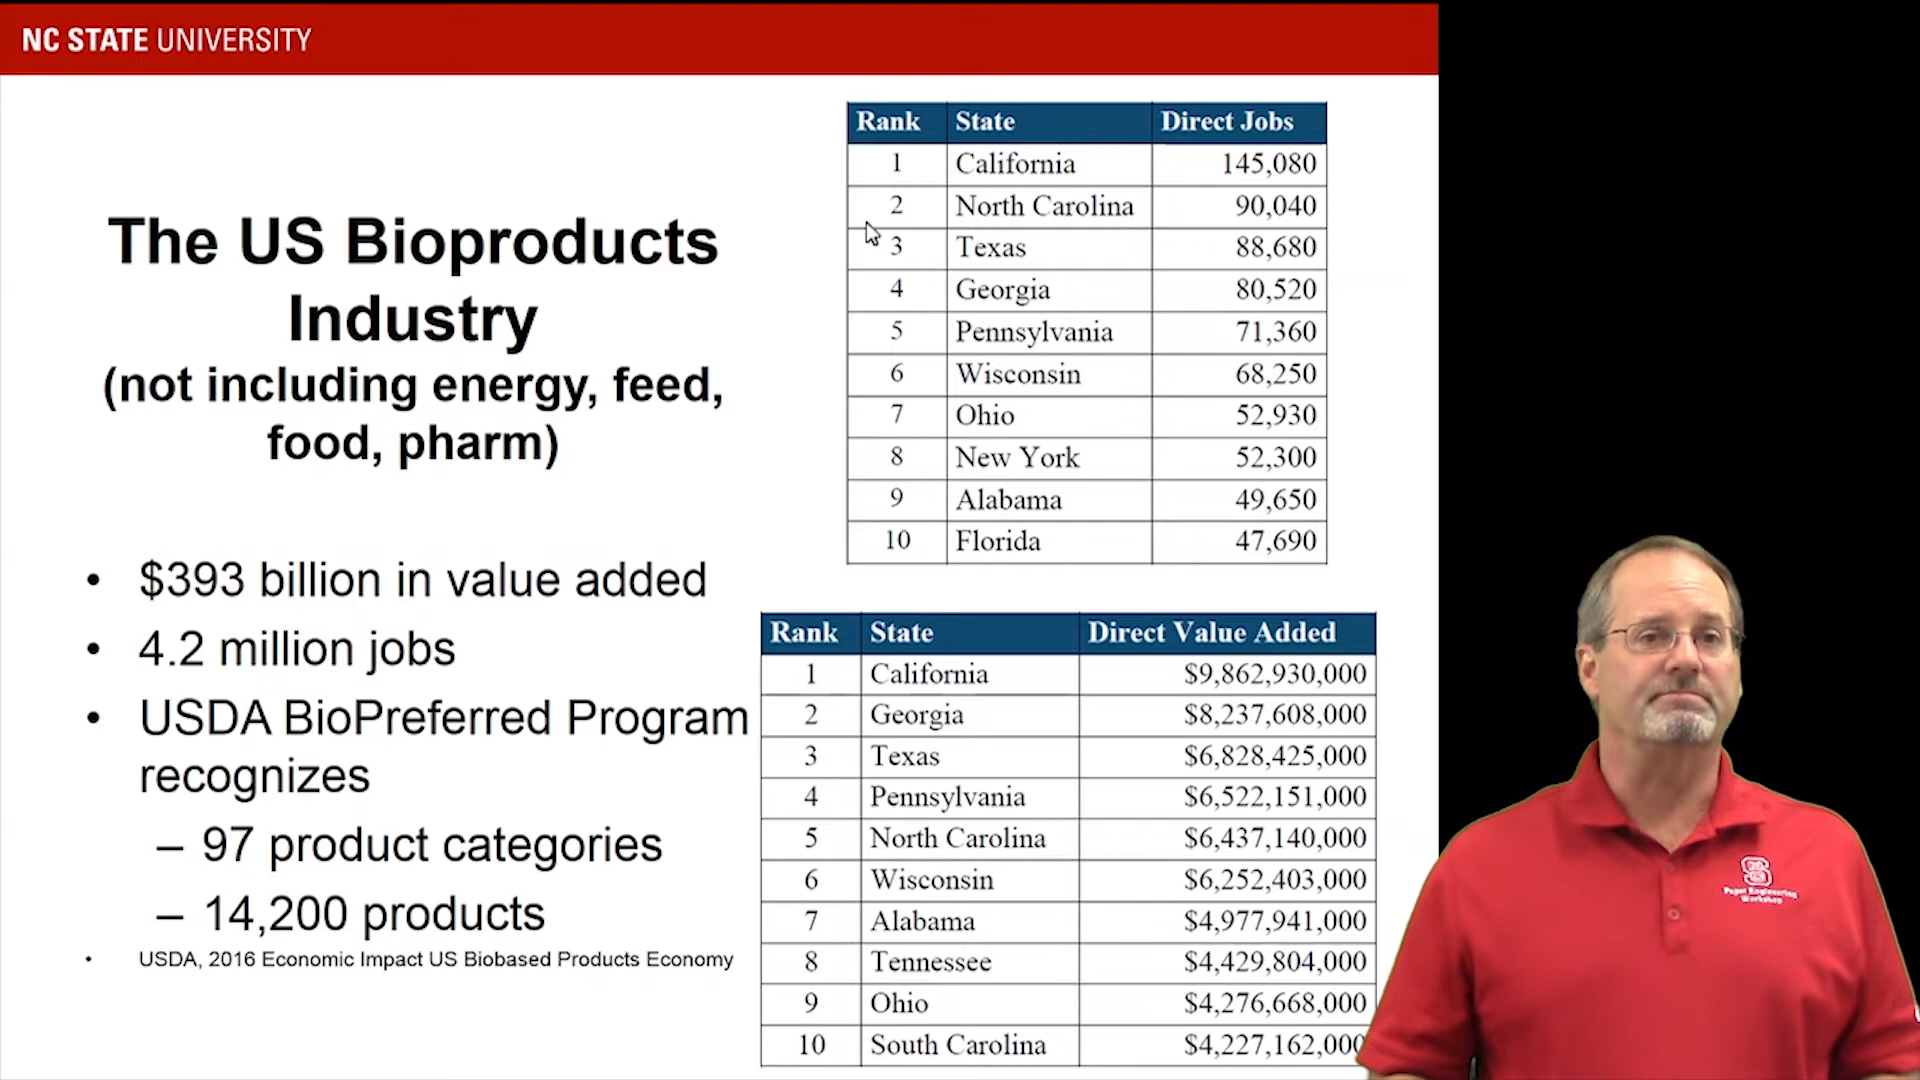 NC STATE UNIVERSITY
The US Bioproducts
Industry
(not including energy, feed,
food, pharm)
• $393 billion in value added
• 4.2 million jobs
• USDA BioPreferred Program
recognizes
– 97 product categories
– 14,200 products
• USDA, 2016 Economic Impact US Biobased Products Economy
Rank State Direct Jobs
1 California 145,080
2 North Carolina 90,040
3 Texas 88,680
4 Georgia 80,520
5 Pennsylvania 71,360
6 Wisconsin 68,250
7 Ohio 52,930
8 New York 52,300
9 Alabama 49,650
10 Florida 47,690
Rank State Direct Value Added
1 California $9,862,930,000
2 Georgia $8,237,608,000
3 Texas $6,828,425,000
4 Pennsylvania $6,522,151,000
5 North Carolina $6,437,140,000
6 Wisconsin $6,252,403,000
7 Alabama $4,977,941,000
8 Tennessee $4,429,804,000
9 Ohio $4,276,668,000
10 South Carolina $4,227,162,000
S
Paper Engineering
Workshop